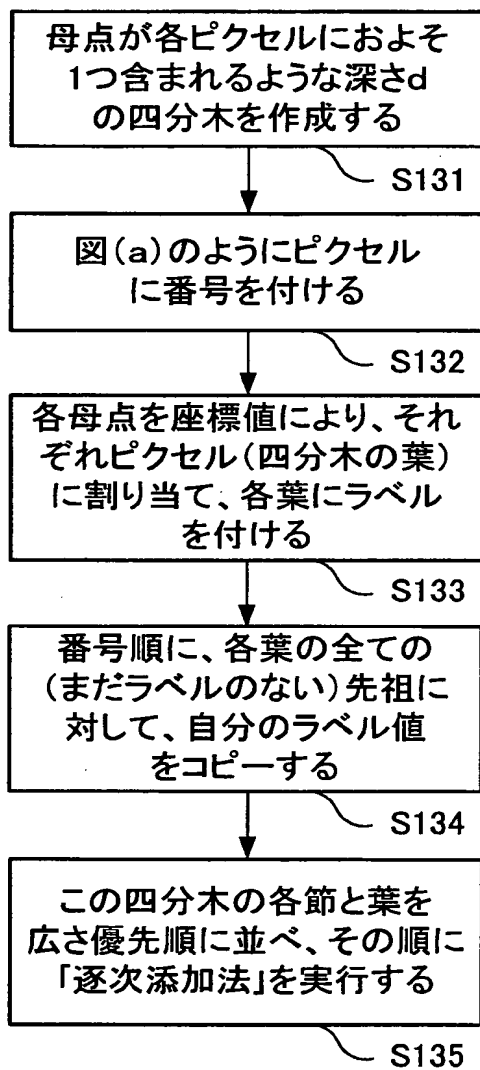 母点が各ピクセルにおよそ
1つ含まれるような深さd
の四分木を作成する
S131
図(a)のようにピクセル
に番号を付ける
S132
各母点を座標値により、それ
ぞれピクセル(四分木の葉)
に割り当て、各葉にラベル
を付ける
S133
番号順に、各葉の全ての
(まだラベルのない)先祖に
対して、自分のラベル値
をコピーする
S134
この四分木の各節と葉を
広さ優先順に並べ、その順に
「逐次添加法」を実行する
S135